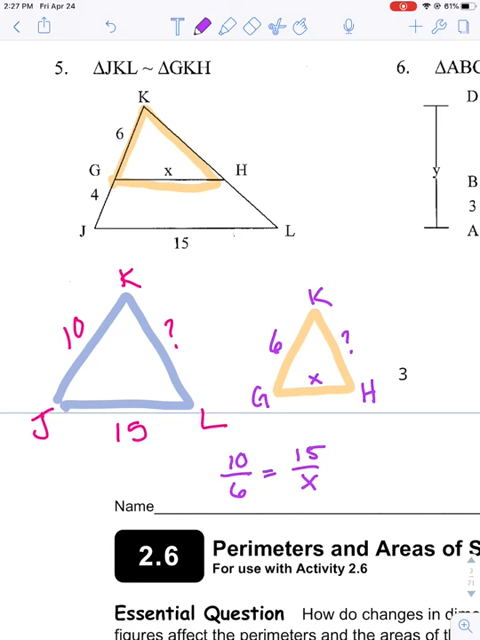 2:27 PM Fri Apr 24
61%
T
5. ΔJKL ~ ΔGKH
6. ΔABC
K
6
G
x
H
4
J
L
15
D
y
B
3
A
K
10
?
J
15
L
K
6
?
x
G
H
3
10/6 = 15/x
Name
2.6
Perimeters and Areas of S
For use with Activity 2.6
Essential Question How do changes in dime
figures affect the perimeters and the areas of t